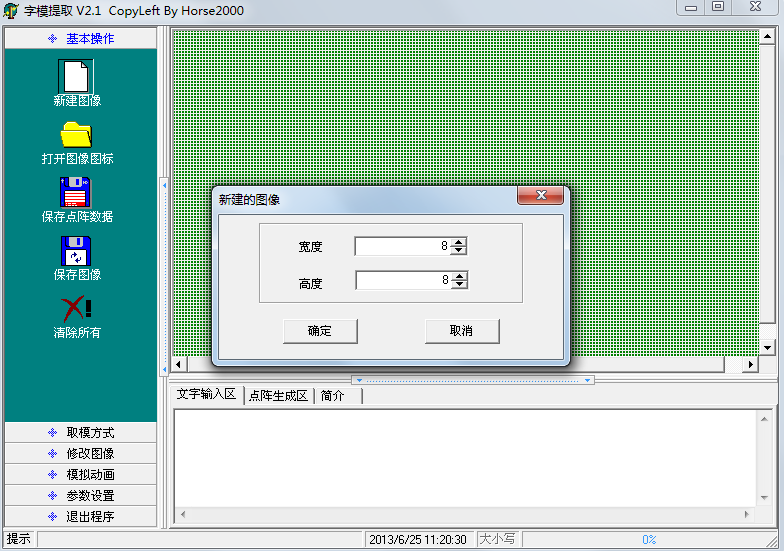 字模提取 V2.1 CopyLeft By Horse2000
基本操作
新建图像
打开图像图标
保存点阵数据
保存图像
清除所有
取模方式
修改图像
模拟动画
参数设置
退出程序
新建的图像
宽度 8
高度 8
确定 取消
文字输入区 点阵生成区 简介
提示 2013/6/25 11:20:30 大小写 0%